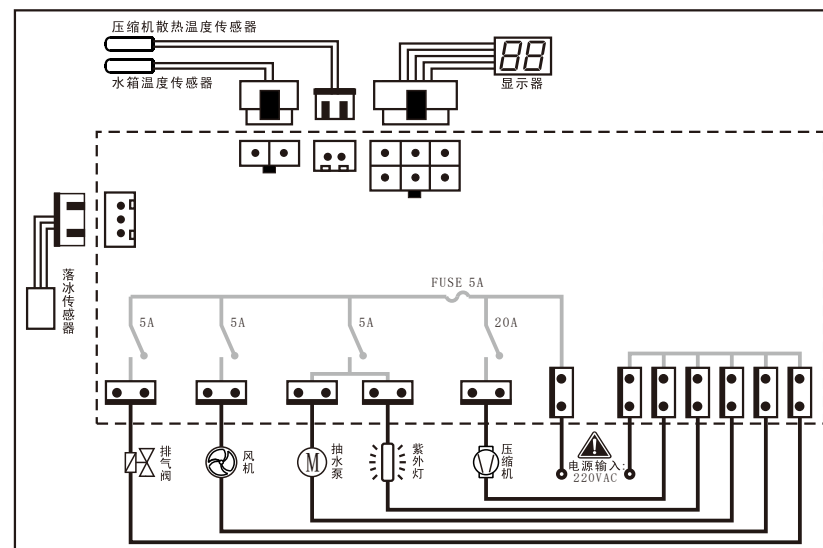 压缩机散热温度传感器
水箱温度传感器
88
显示器
落冰传感器
FUSE 5A
5A
5A
5A
20A
排气阀
风机
M
抽水泵
紫外灯
压缩机
电源输入:
220VAC